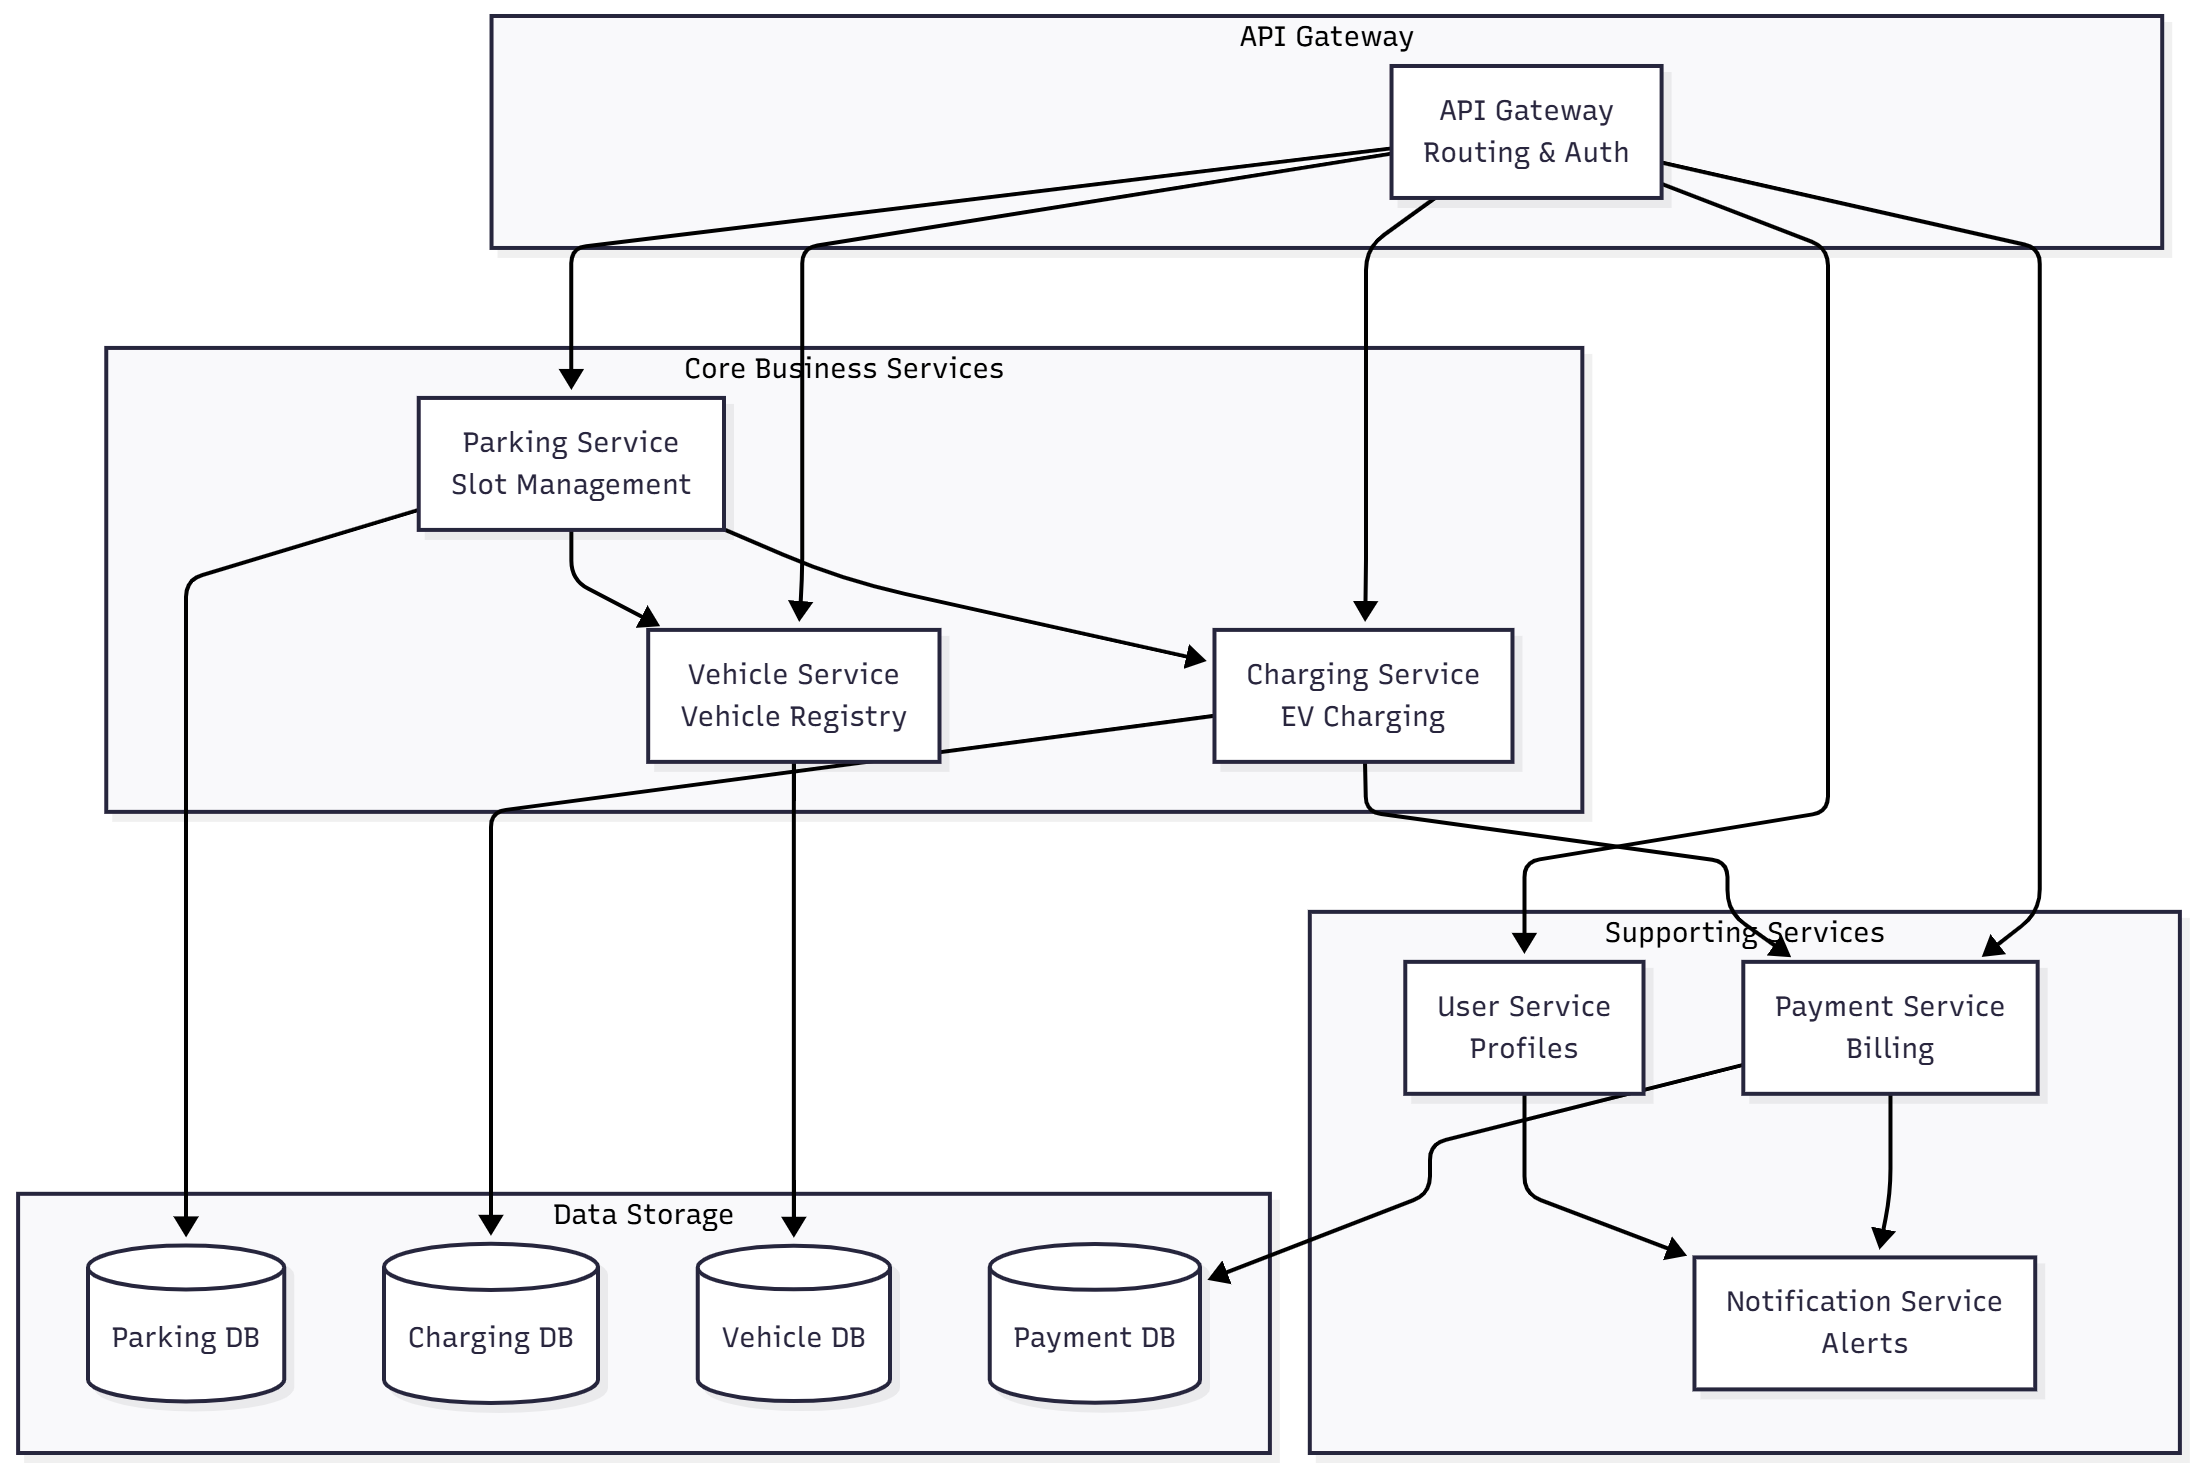 API Gateway
API Gateway
Routing & Auth
Core Business Services
Parking Service
Slot Management
Vehicle Service
Vehicle Registry
Charging Service
EV Charging
Supporting Services
User Service
Profiles
Payment Service
Billing
Data Storage
Parking DB
Charging DB
Vehicle DB
Payment DB
Notification Service
Alerts